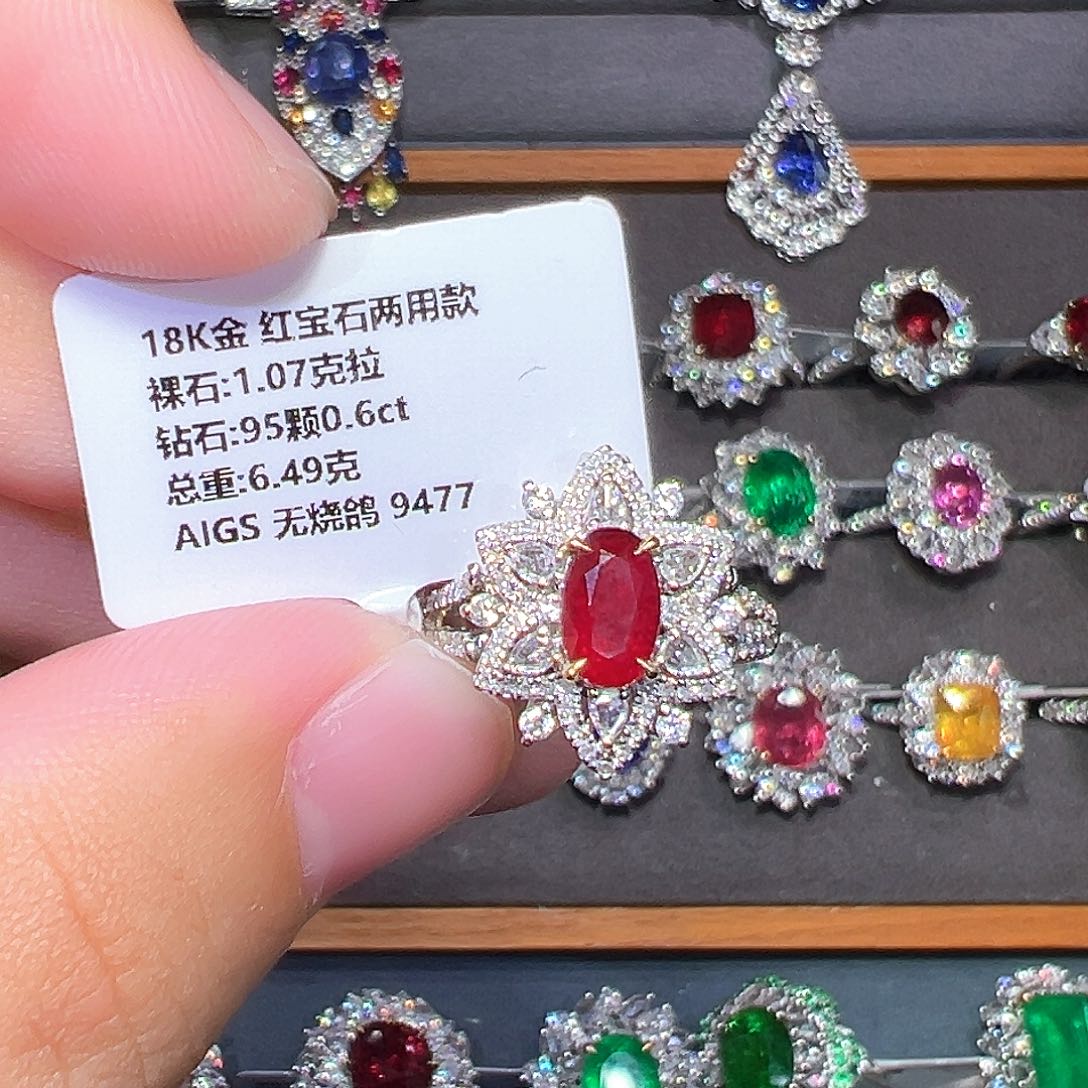 18K金 红宝石两用款
裸石:1.07克拉
钻石:95颗0.6ct
总重:6.49克
AIGS 无烧鸽 9477